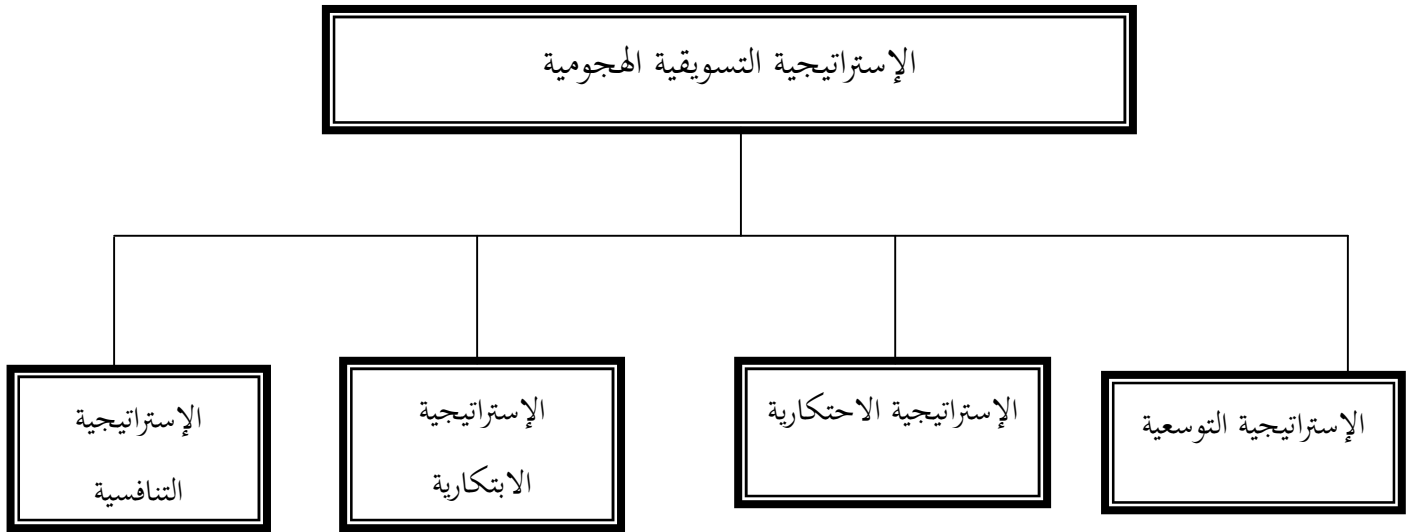 الإستراتيجية التسويقية الهجومية
الإستراتيجية التوسعية
الإستراتيجية الاحتكارية
الإستراتيجية
الابتكارية
الإستراتيجية
التنافسية